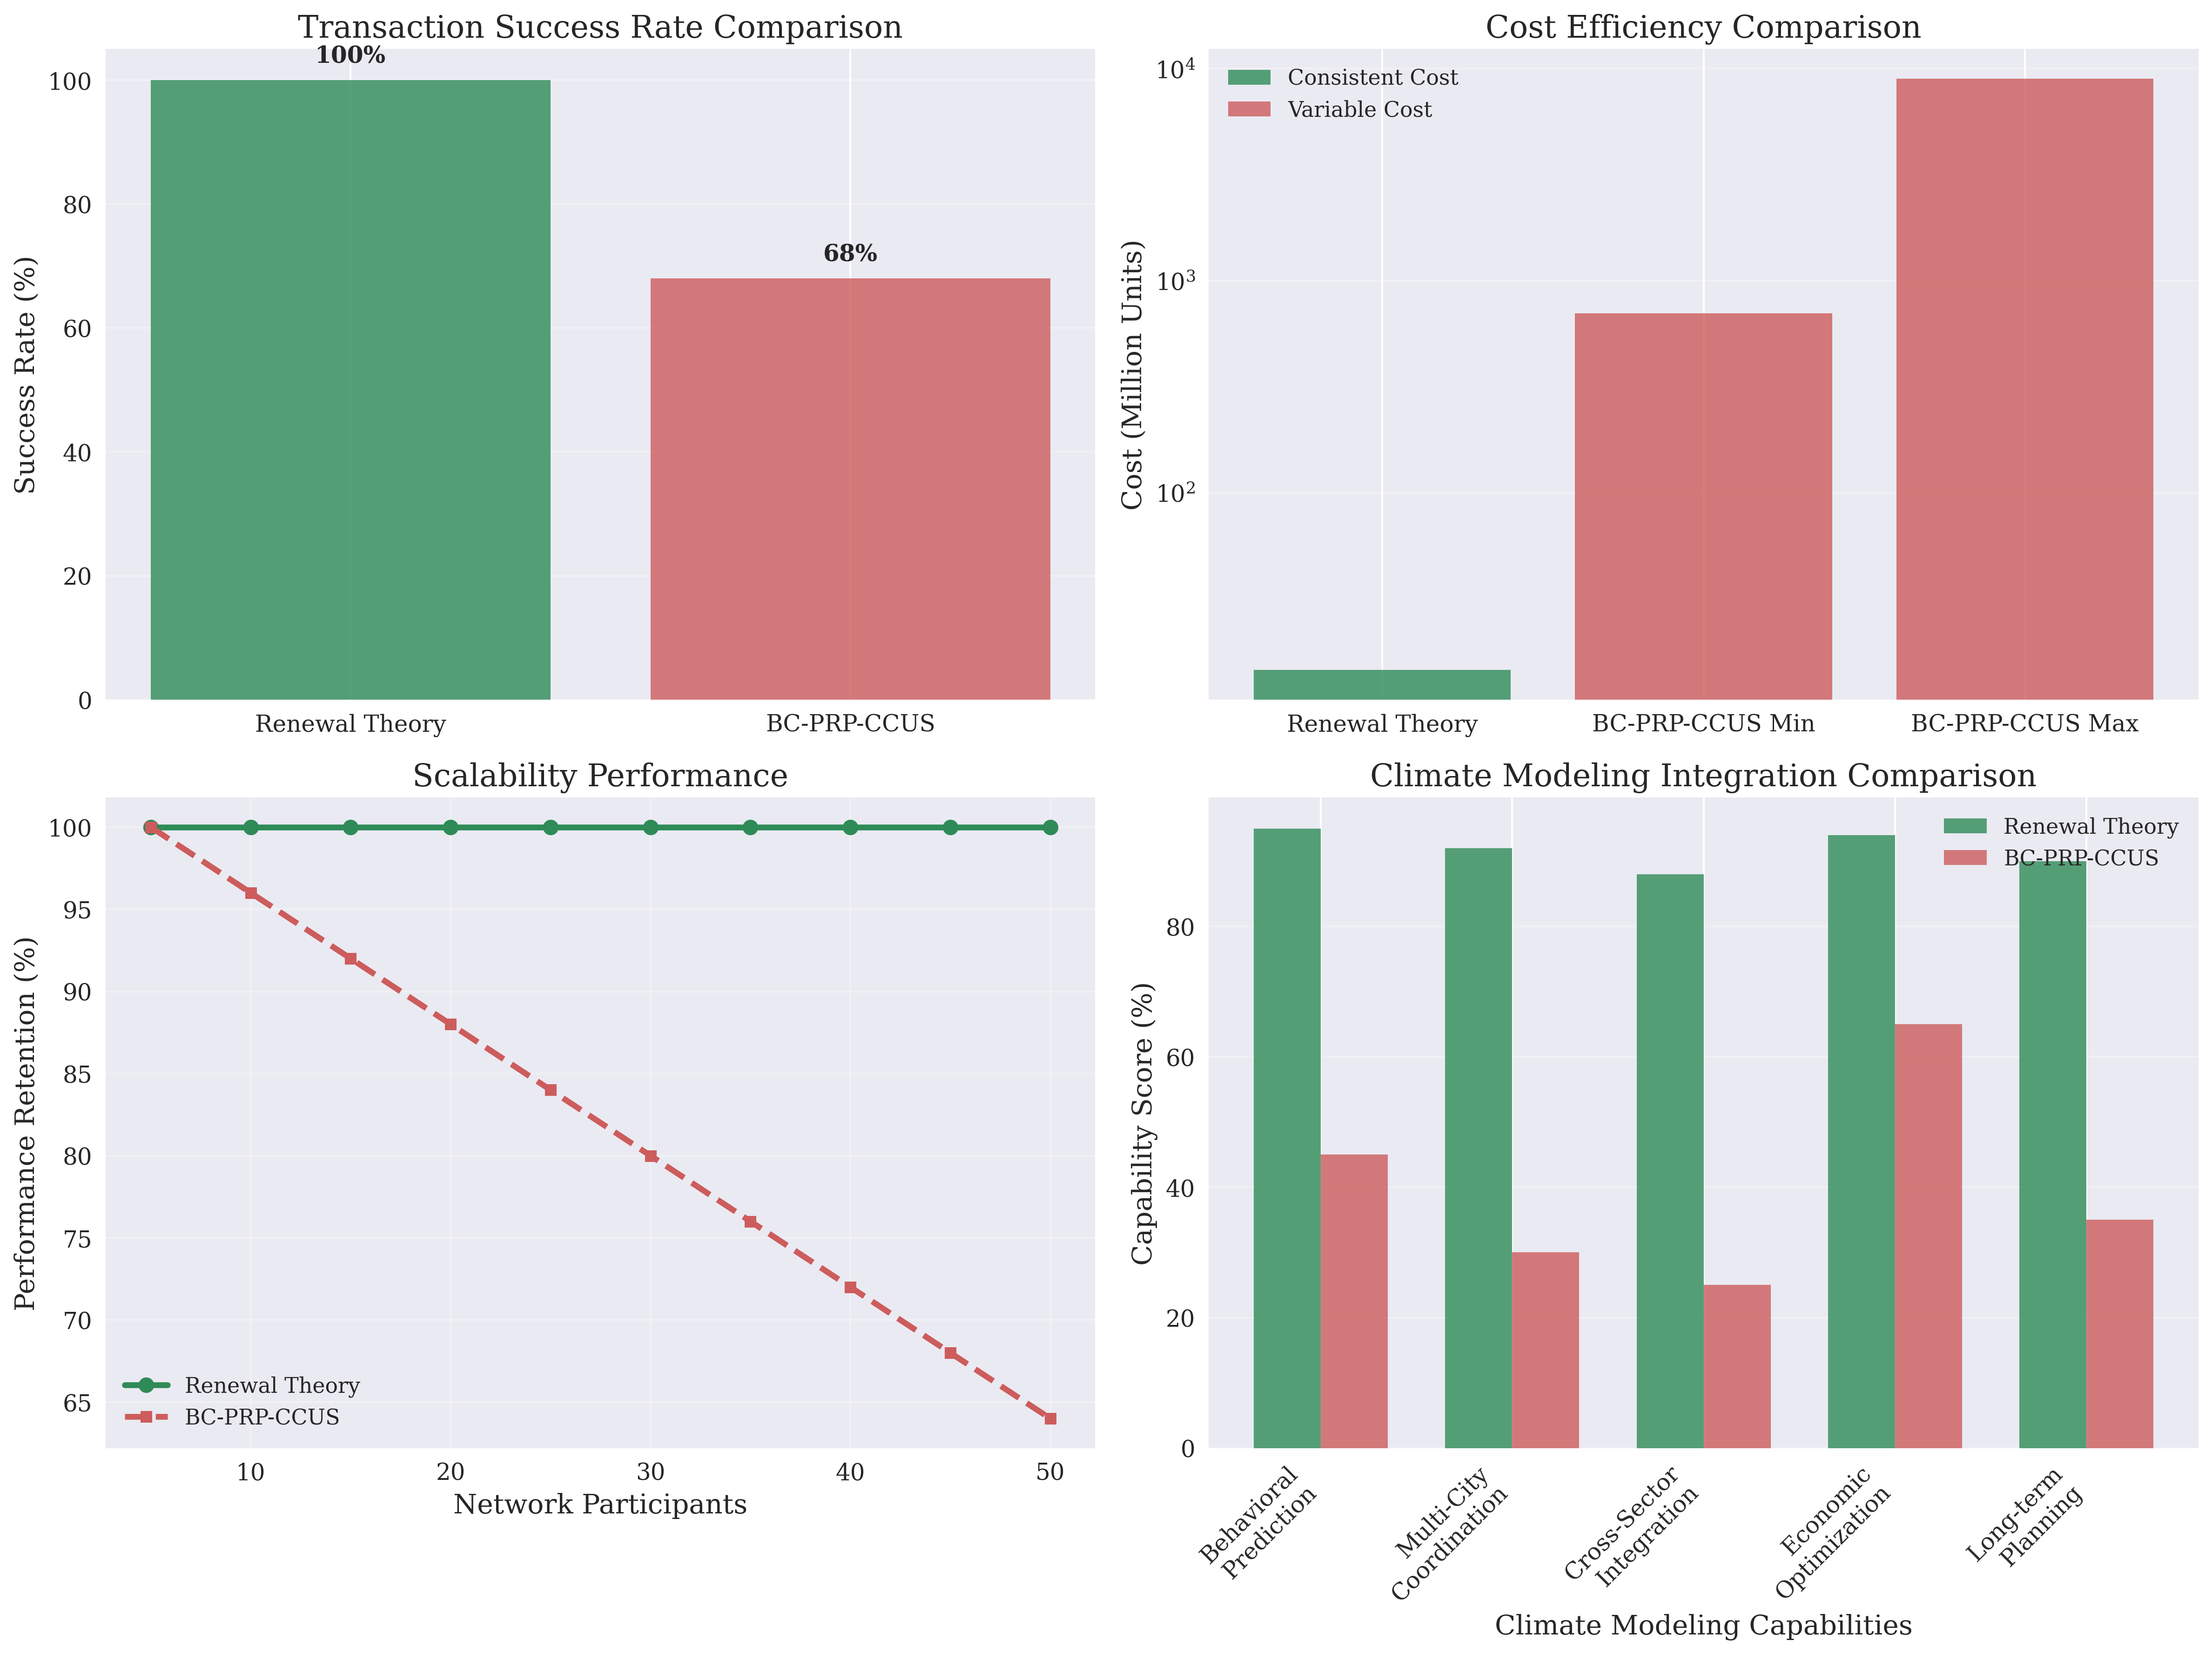 Transaction Success Rate Comparison
100%
68%
Success Rate (%)
100
80
60
40
20
0
Renewal Theory
BC-PRP-CCUS
Cost Efficiency Comparison
Consistent Cost
Variable Cost
Cost (Million Units)
10⁴
10³
10²
Renewal Theory
BC-PRP-CCUS Min
BC-PRP-CCUS Max
Scalability Performance
Performance Retention (%)
100
95
90
85
80
75
70
65
Renewal Theory
BC-PRP-CCUS
10
20
30
40
50
Network Participants
Climate Modeling Integration Comparison
Renewal Theory
BC-PRP-CCUS
Capability Score (%)
80
60
40
20
0
Behavioral
Prediction
Multi-City
Coordination
Cross-Sector
Integration
Economic
Optimization
Long-term
Planning
Climate Modeling Capabilities